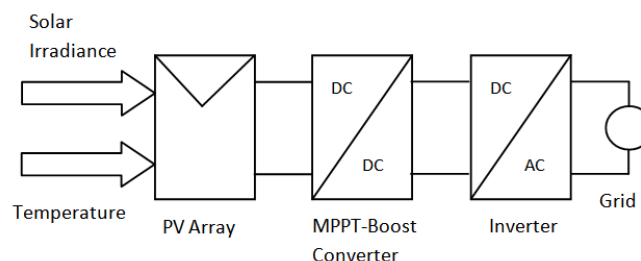 Solar
Irradiance
DC
DC
DC
AC
Temperature
PV Array
MPPT-Boost
Converter
Inverter
Grid